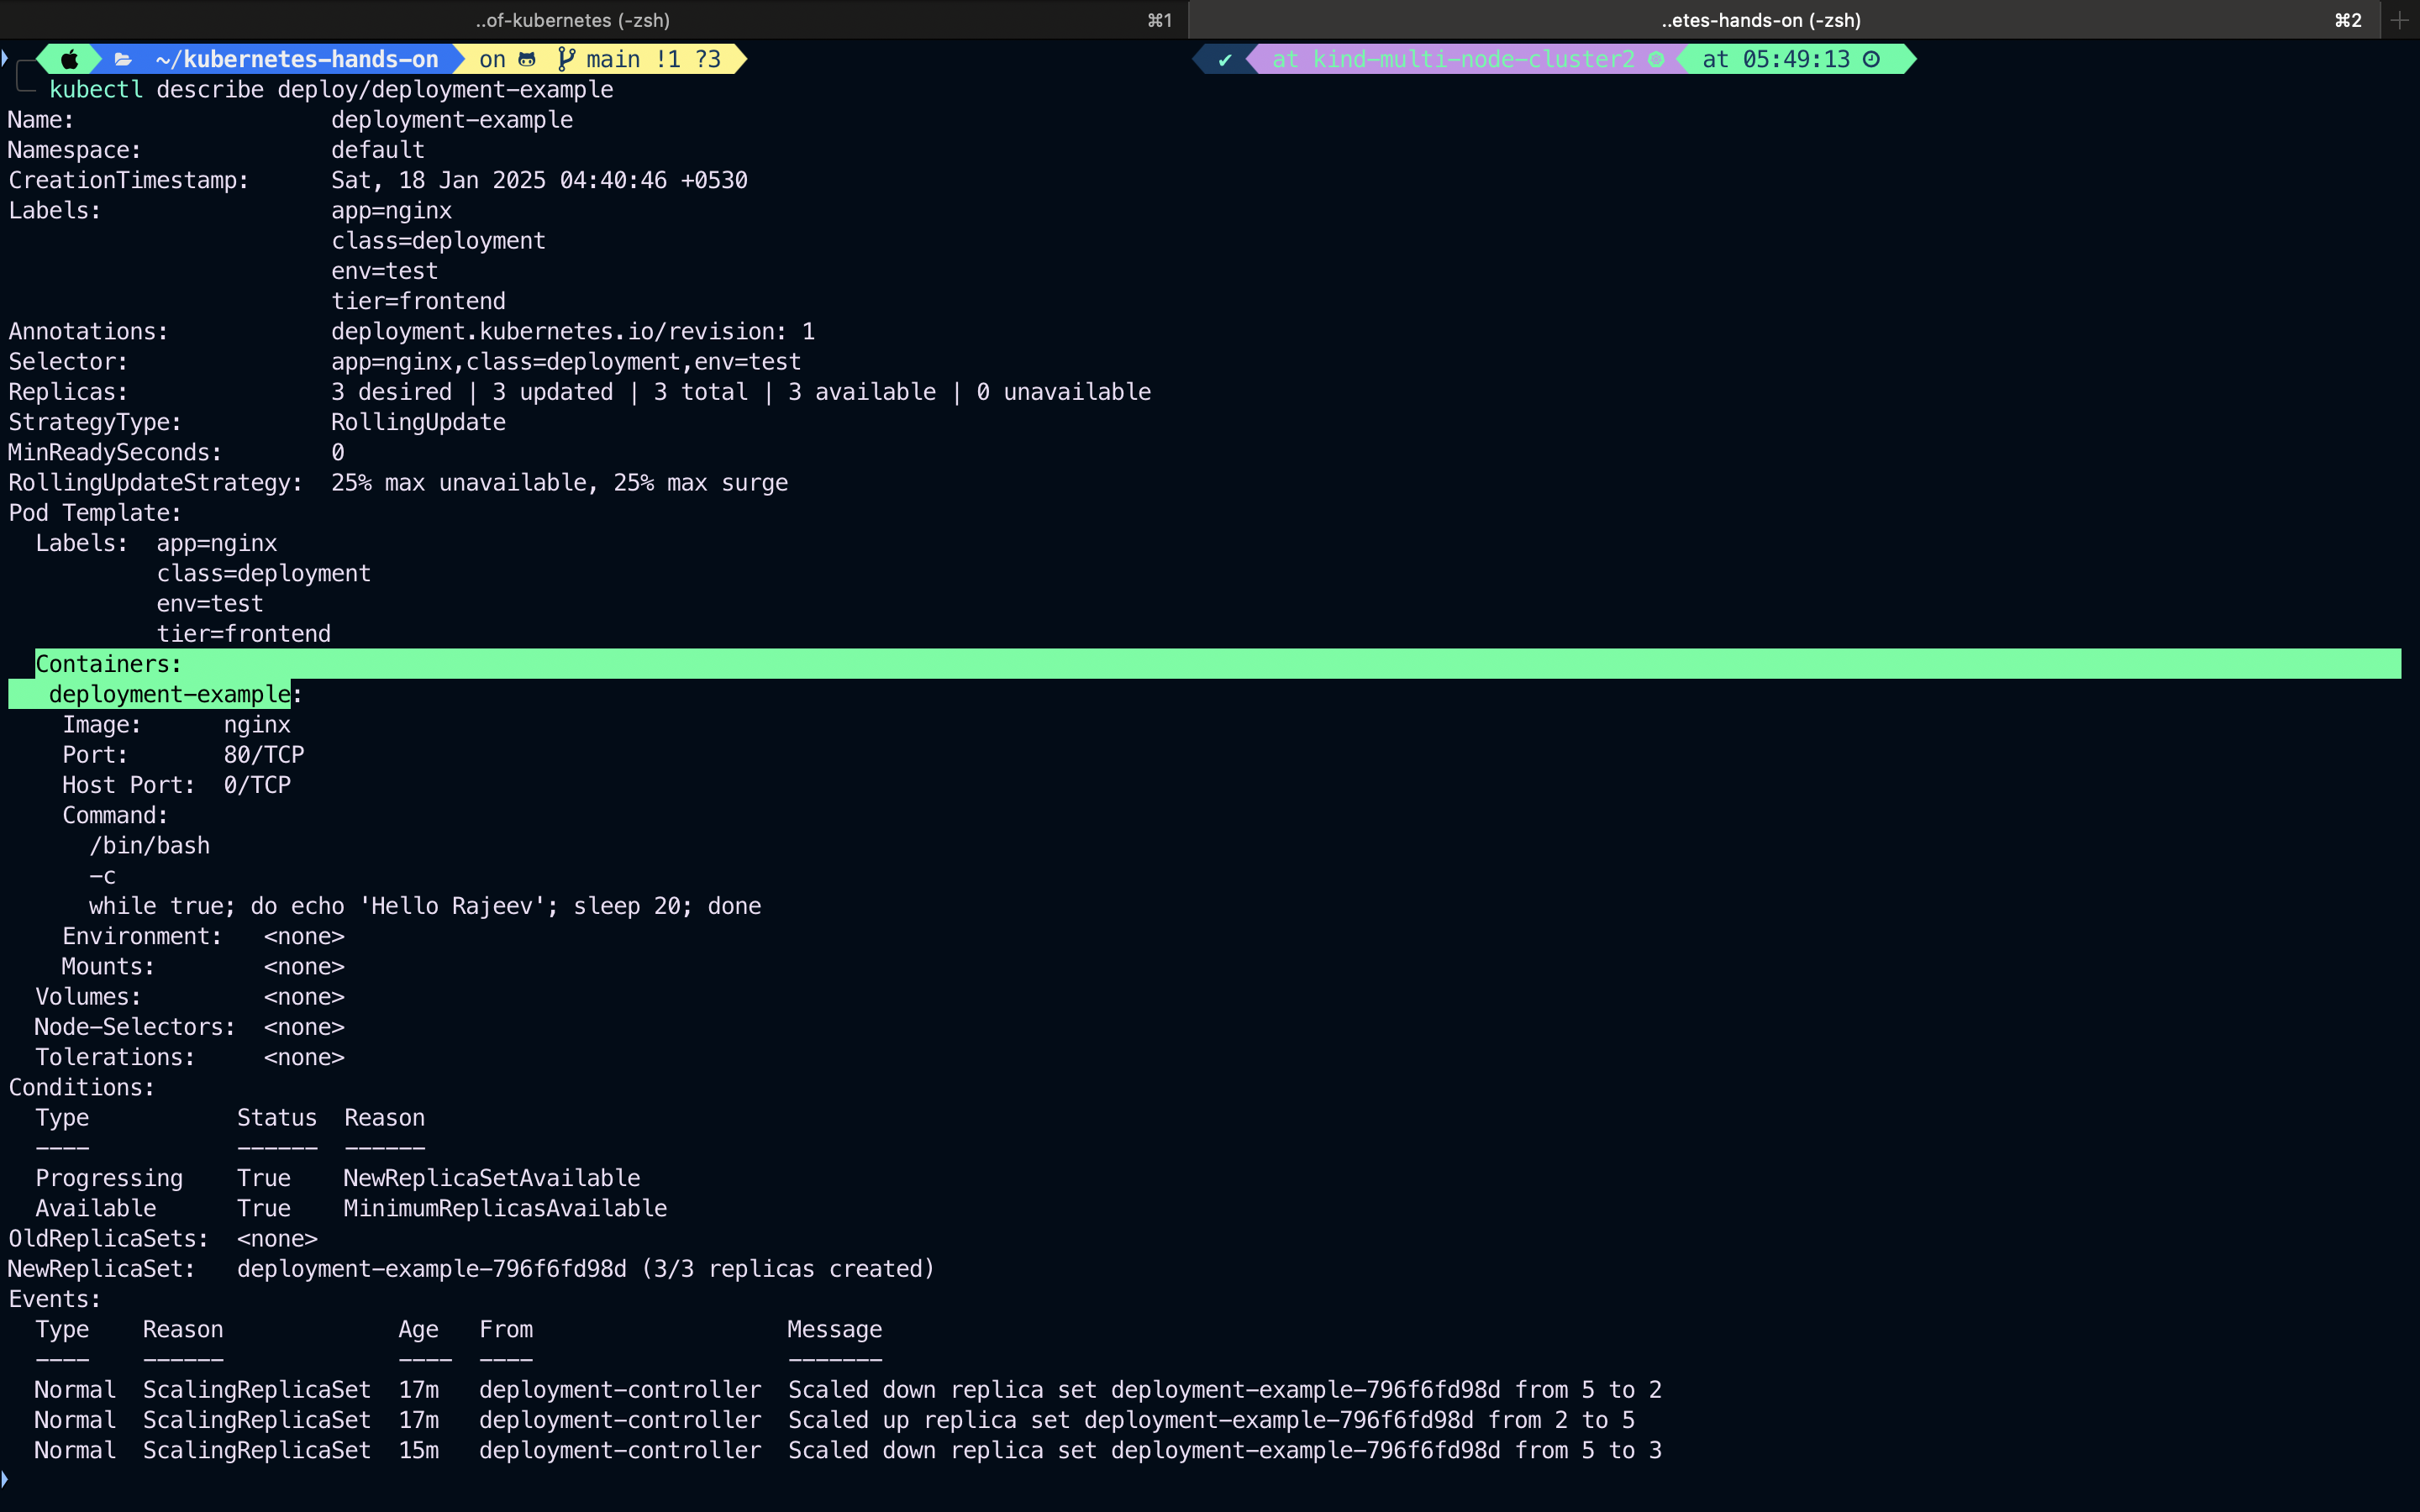 ..of-kubernetes (-zsh) ⌘1 ..etes-hands-on (-zsh) ⌘2 +
~/kubernetes-hands-on on main !1 ?3 ✔ at kind-multi-node-cluster2 at 05:49:13
kubectl describe deploy/deployment-example
Name: deployment-example
Namespace: default
CreationTimestamp: Sat, 18 Jan 2025 04:40:46 +0530
Labels: app=nginx
class=deployment
env=test
tier=frontend
Annotations: deployment.kubernetes.io/revision: 1
Selector: app=nginx,class=deployment,env=test
Replicas: 3 desired | 3 updated | 3 total | 3 available | 0 unavailable
StrategyType: RollingUpdate
MinReadySeconds: 0
RollingUpdateStrategy: 25% max unavailable, 25% max surge
Pod Template:
Labels: app=nginx
class=deployment
env=test
tier=frontend
Containers:
deployment-example:
Image: nginx
Port: 80/TCP
Host Port: 0/TCP
Command:
/bin/bash
-c
while true; do echo 'Hello Rajeev'; sleep 20; done
Environment: <none>
Mounts: <none>
Volumes: <none>
Node-Selectors: <none>
Tolerations: <none>
Conditions:
Type Status Reason
---- ------ ------
Progressing True NewReplicaSetAvailable
Available True MinimumReplicasAvailable
OldReplicaSets: <none>
NewReplicaSet: deployment-example-796f6fd98d (3/3 replicas created)
Events:
Type Reason Age From Message
---- ------ ---- ---- -------
Normal ScalingReplicaSet 17m deployment-controller Scaled down replica set deployment-example-796f6fd98d from 5 to 2
Normal ScalingReplicaSet 17m deployment-controller Scaled up replica set deployment-example-796f6fd98d from 2 to 5
Normal ScalingReplicaSet 15m deployment-controller Scaled down replica set deployment-example-796f6fd98d from 5 to 3